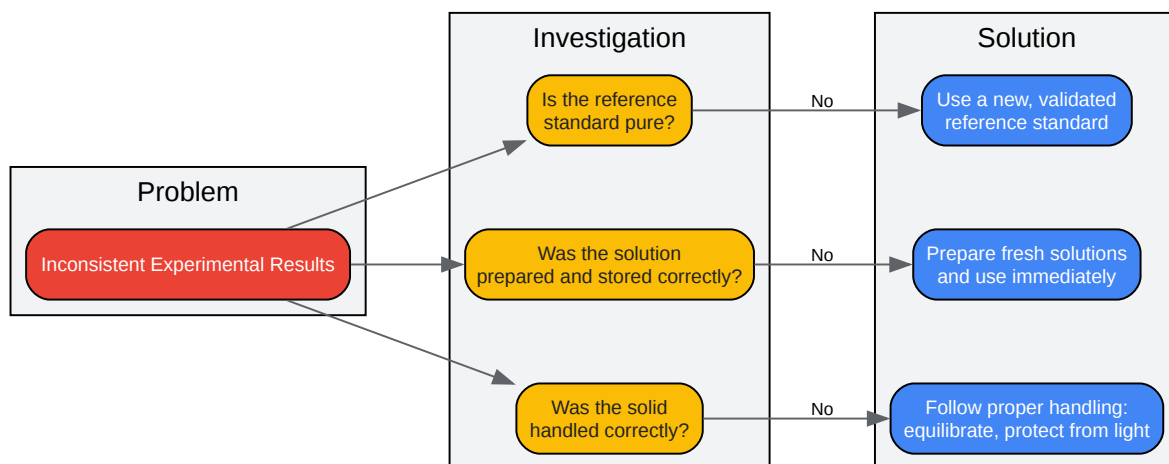 Problem
Inconsistent Experimental Results
Investigation
Is the reference
standard pure?
Was the solution
prepared and stored correctly?
Was the solid
handled correctly?
No
No
No
Solution
Use a new, validated
reference standard
Prepare fresh solutions
and use immediately
Follow proper handling:
equilibrate, protect from light